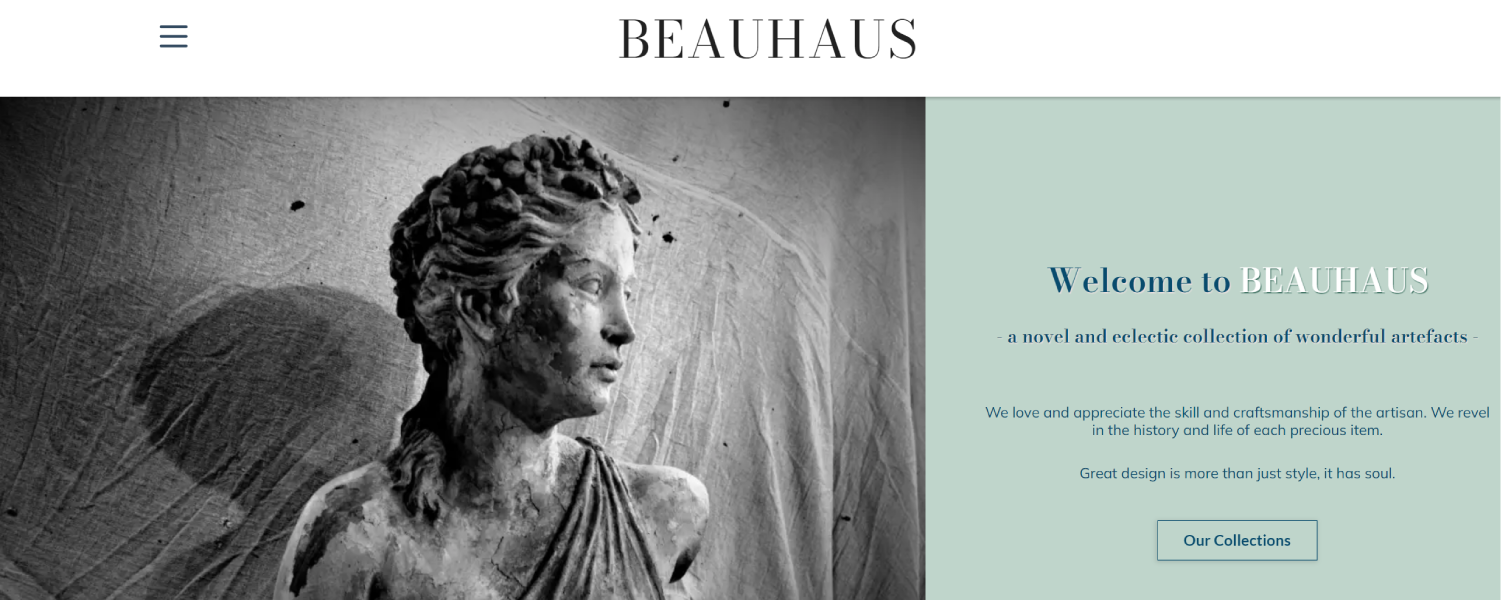 BEAUHAUS
Welcome to BEAUHAUS
- a novel and eclectic collection of wonderful artefacts -
We love and appreciate the skill and craftsmanship of the artisan. We revel
in the history and life of each precious item.
Great design is more than just style, it has soul.
Our Collections